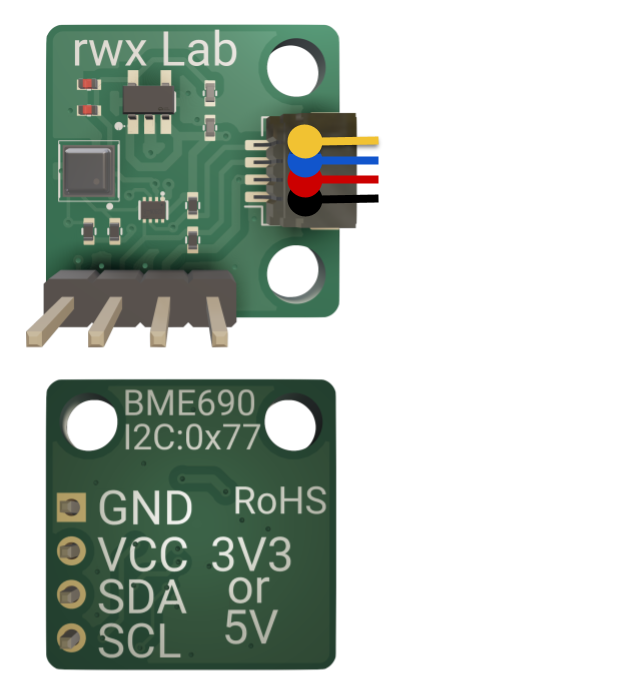 rwx Lab
BME690
I2C:0x77
GND
RoHS
VCC
3V3
SDA
or
SCL
5V